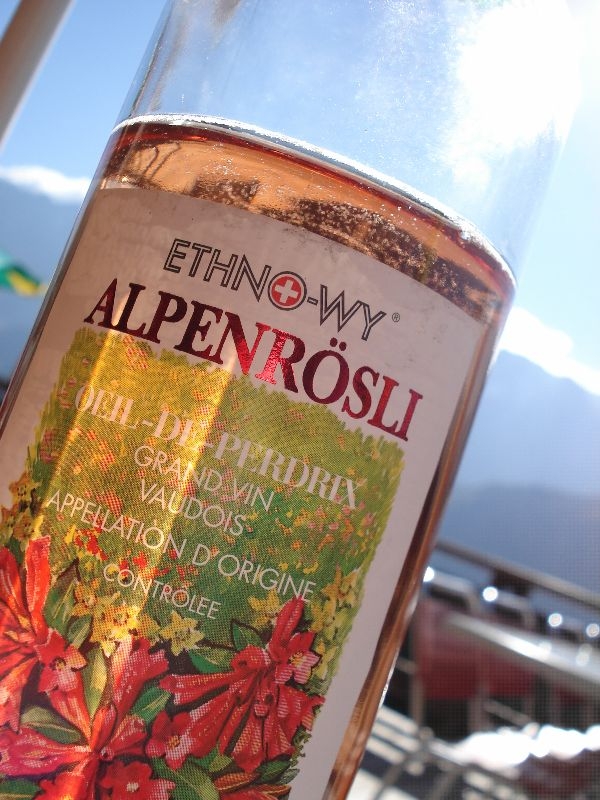 ETHNO-WY®
ALPENRÖSLI
OEIL-DE-PERDRIX
GRAND VIN
VAUDOIS
APPELLATION D'ORIGINE
CONTRÔLEE